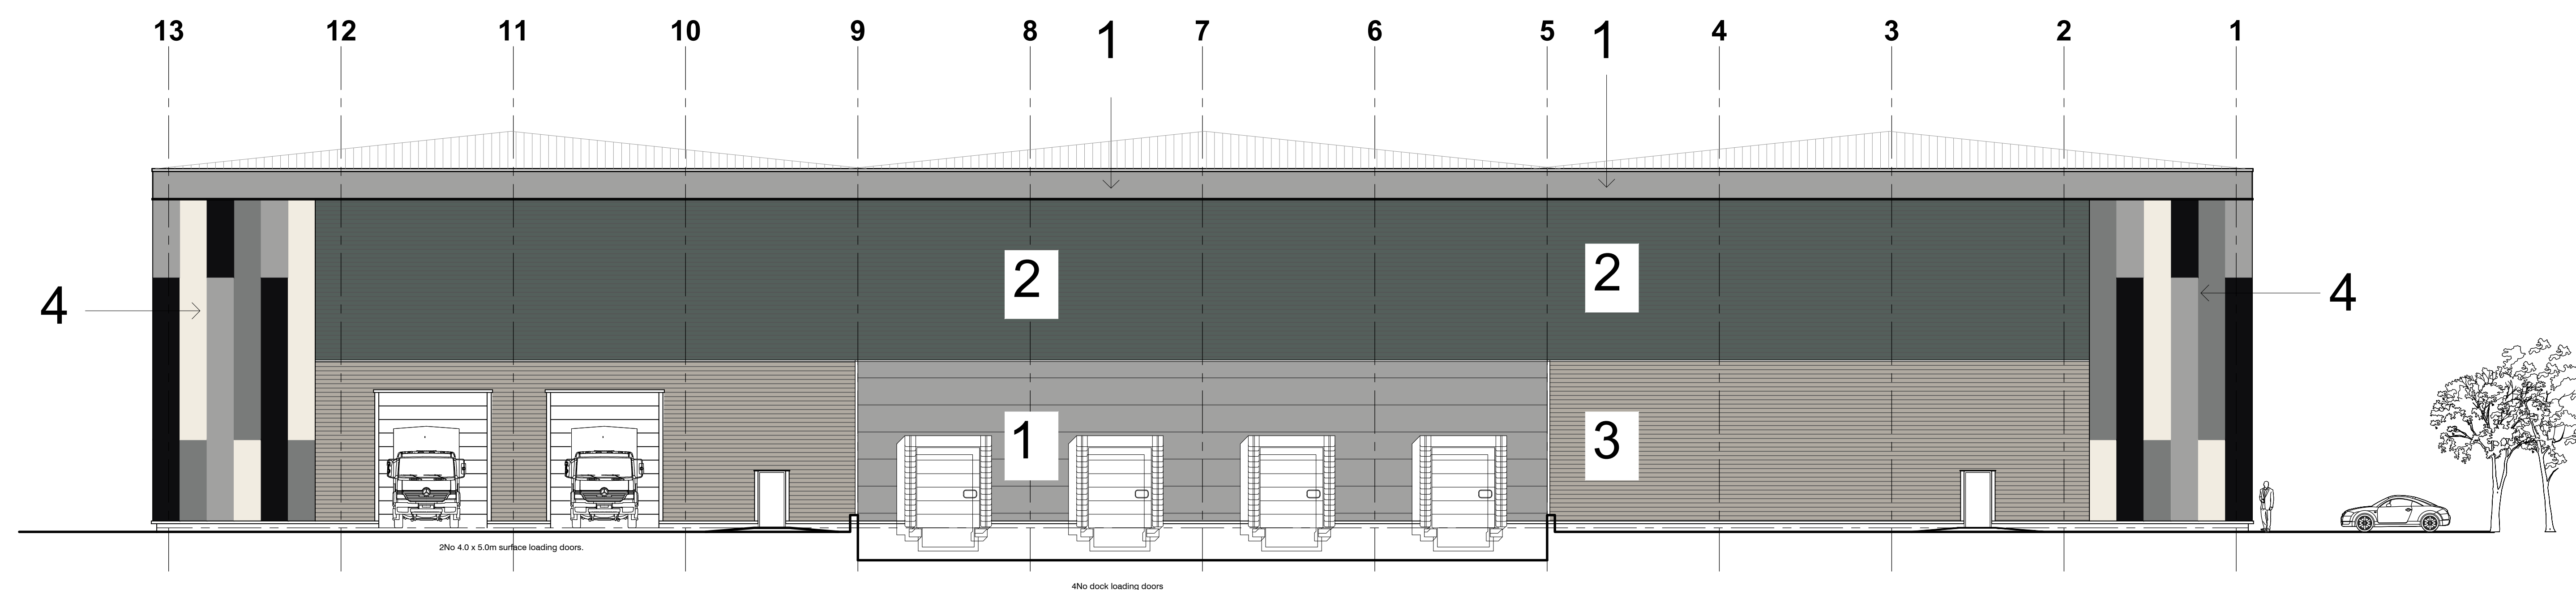 13 12 11 10 9 8 1 7 6 5 1 4 3 2 1
2 2
4 4
1 3
2No 4.0 x 5.0m surface loading doors.
4No dock loading doors